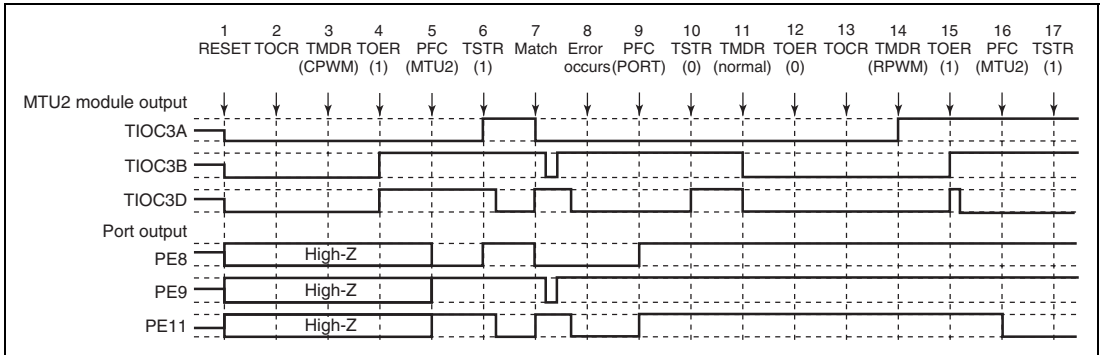 1 2 3 4 5 6 7 8 9 10 11 12 13 14 15 16 17
RESET TOCR TMDR TOER PFC TSTR Match Error PFC TSTR TMDR TOER TOCR TMDR TOER PFC TSTR
(CPWM) (1) (MTU2) (1) occurs (PORT) (0) (normal) (0) (RPWM) (1) (MTU2) (1)
MTU2 module output
TIOC3A
TIOC3B
TIOC3D
Port output
PE8 High-Z
PE9 High-Z
PE11 High-Z